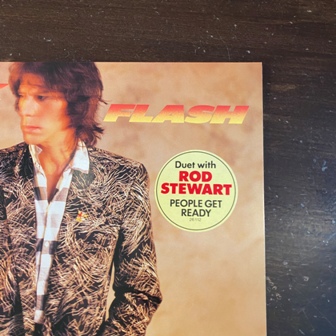 FLASH
Duet with
ROD
STEWART
PEOPLE GET
READY